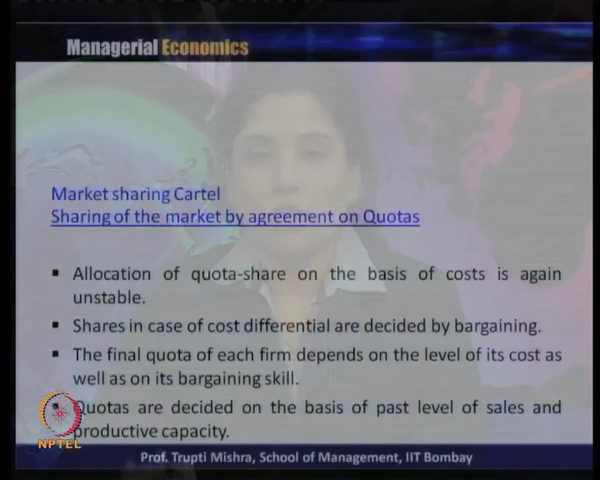 Managerial Economics
Market sharing Cartel
Sharing of the market by agreement on Quotas
▪ Allocation of quota-share on the basis of costs is again
unstable.
▪ Shares in case of cost differential are decided by bargaining.
▪ The final quota of each firm depends on the level of its cost as
well as on its bargaining skill.
▪ Quotas are decided on the basis of past level of sales and
productive capacity.
NPTEL
Prof. Trupti Mishra, School of Management, IIT Bombay